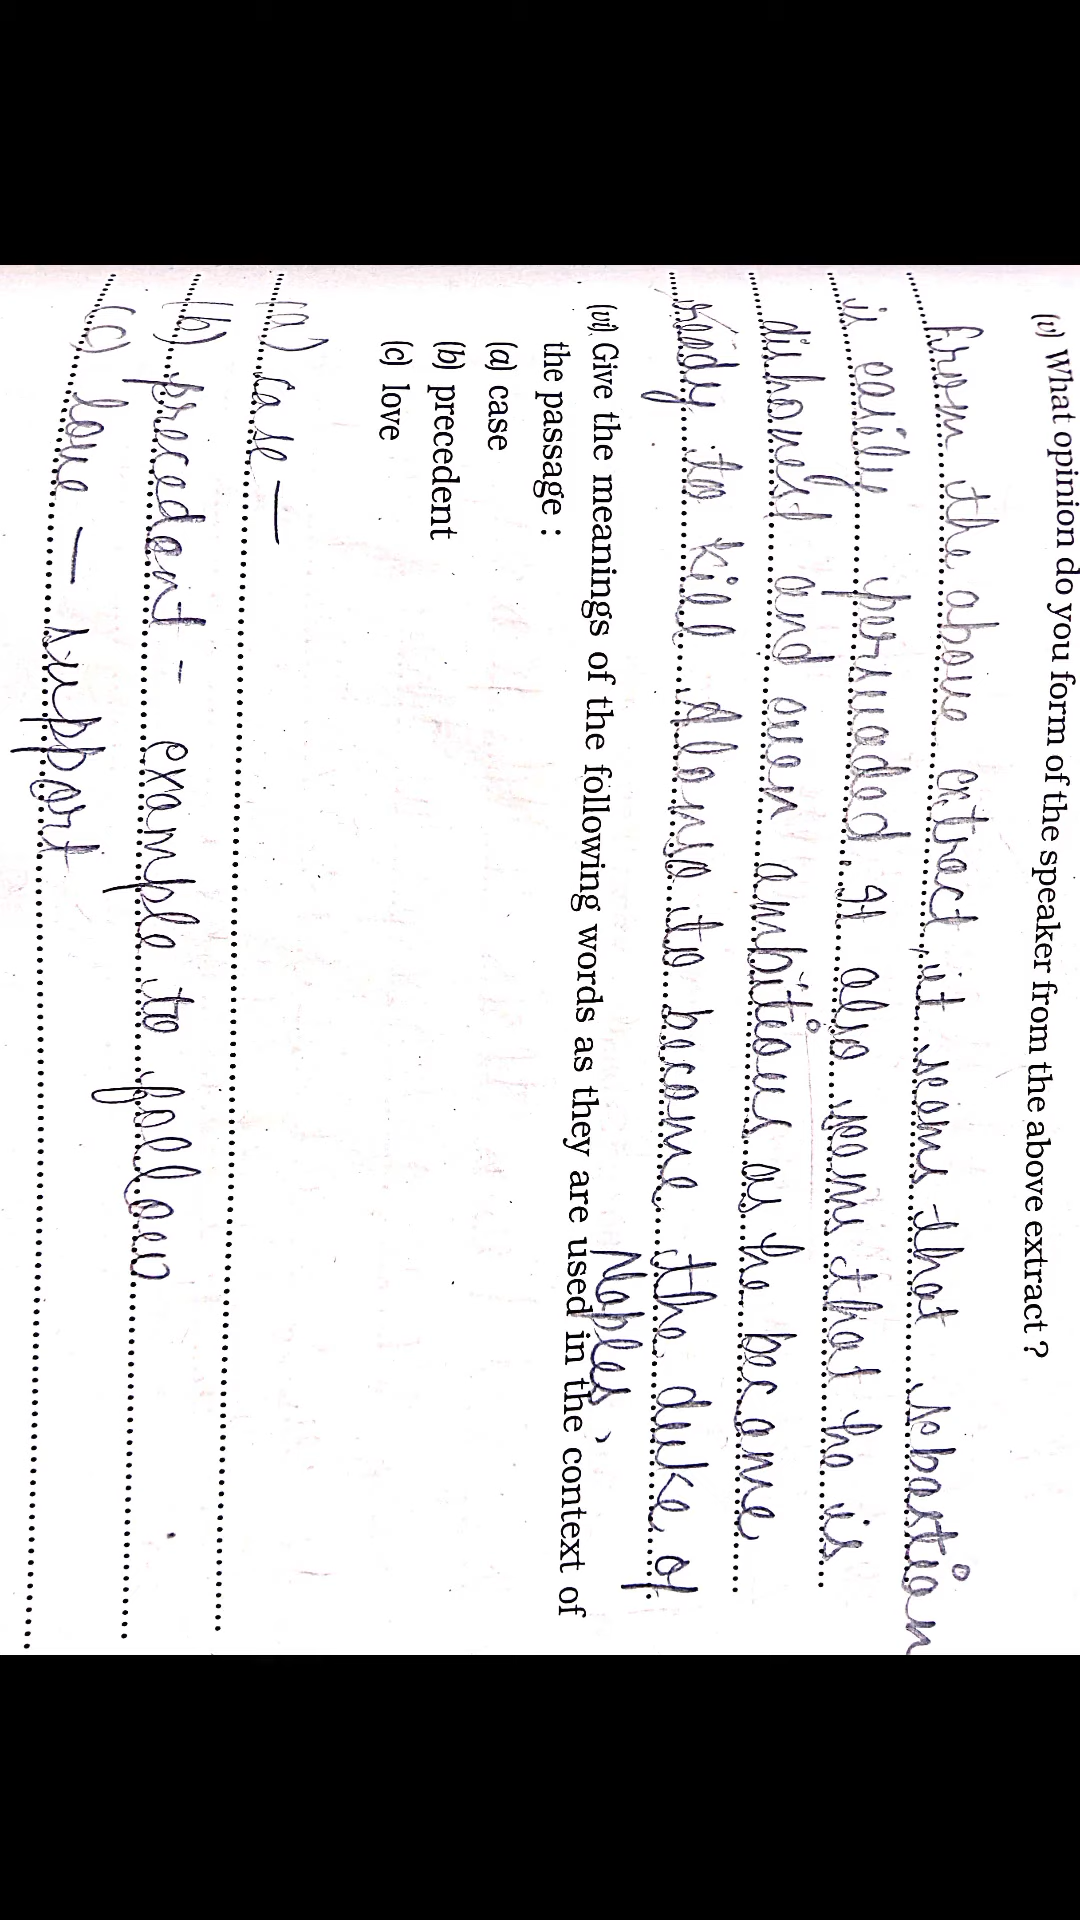 (v) What opinion do you form of the speaker from the above extract ?
From the above extract, it seems that sebastian
is easily persuaded. It also seems that he is
dishonest and even ambitious as he became
ready to kill Alonso to become the duke of
Naples.
(vi) Give the meanings of the following words as they are used in the context of
the passage :
(a) case
(b) precedent
(c) love
(a) case —
(b) precedent - example to follow
(c) love — support